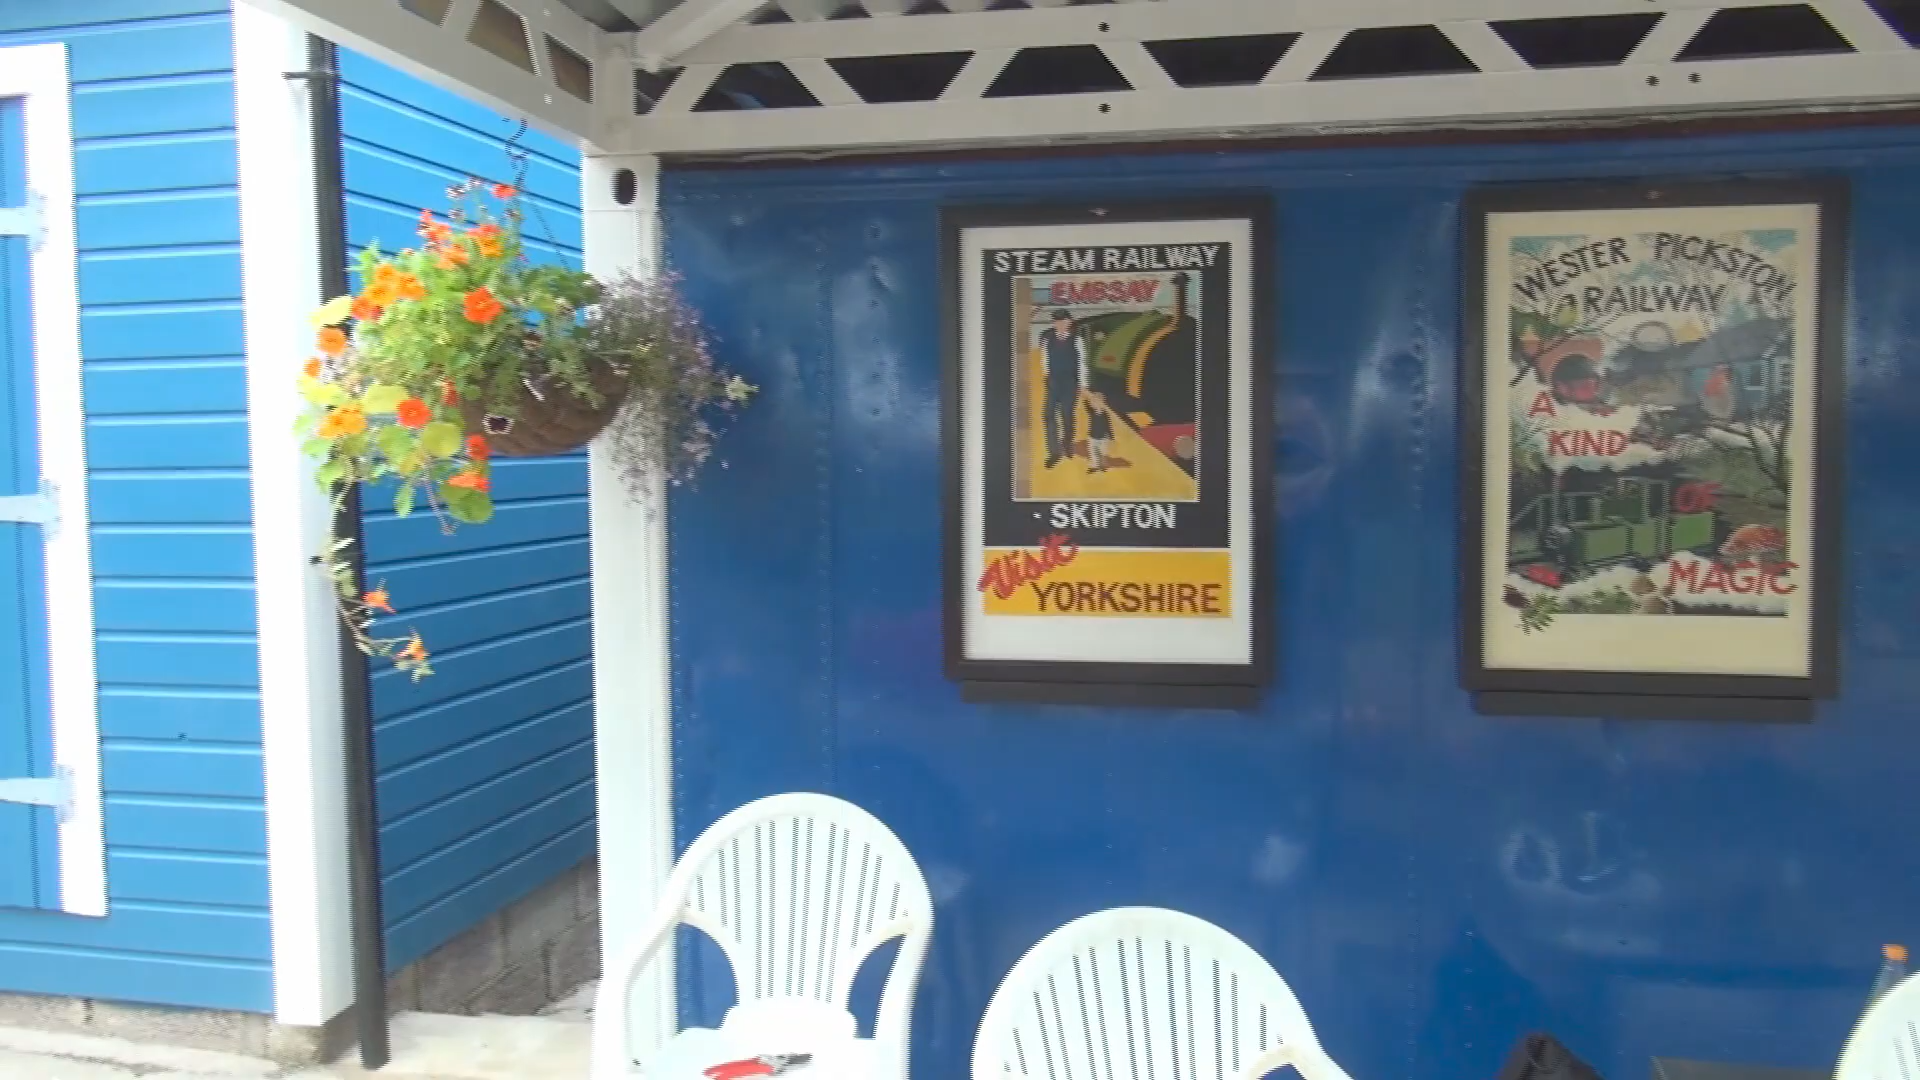 STEAM RAILWAY
EMBSAY
- SKIPTON
Visit
YORKSHIRE
WESTER PICKSTON
RAILWAY
A
KIND
OF
MAGIC